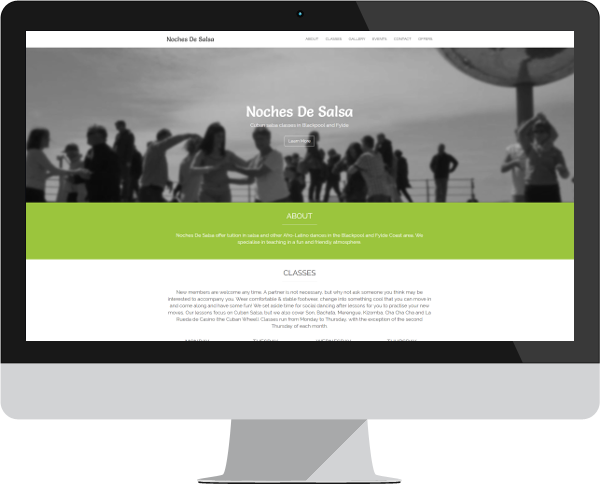 Noches De Salsa
ABOUT CLASSES GALLERY EVENTS CONTACT OTHER
Noches De Salsa
Cuban salsa classes in Blackpool and Fylde
Learn more
ABOUT
Noches De Salsa offer tuition in salsa and other Afro-Latino dances in the Blackpool and Fylde Coast area. We
specialise in teaching in a fun and friendly atmosphere.
CLASSES
New members are welcome any time. A partner is not necessary, but why not ask someone you think may be
interested to accompany you. Wear comfortable & stable footwear, change into something cool that you can move in
and come along and have some fun! We set aside time for social dancing after lessons for you to practise your new
moves. Our lessons focus on Cuban Salsa, but we also cover Son, Bachata, Merengue, Kizomba, Cha Cha Cha and La
Rueda de Casino (the Cuban Wheel). Classes run from Monday to Thursday, with the exception of the second
Thursday of each month.